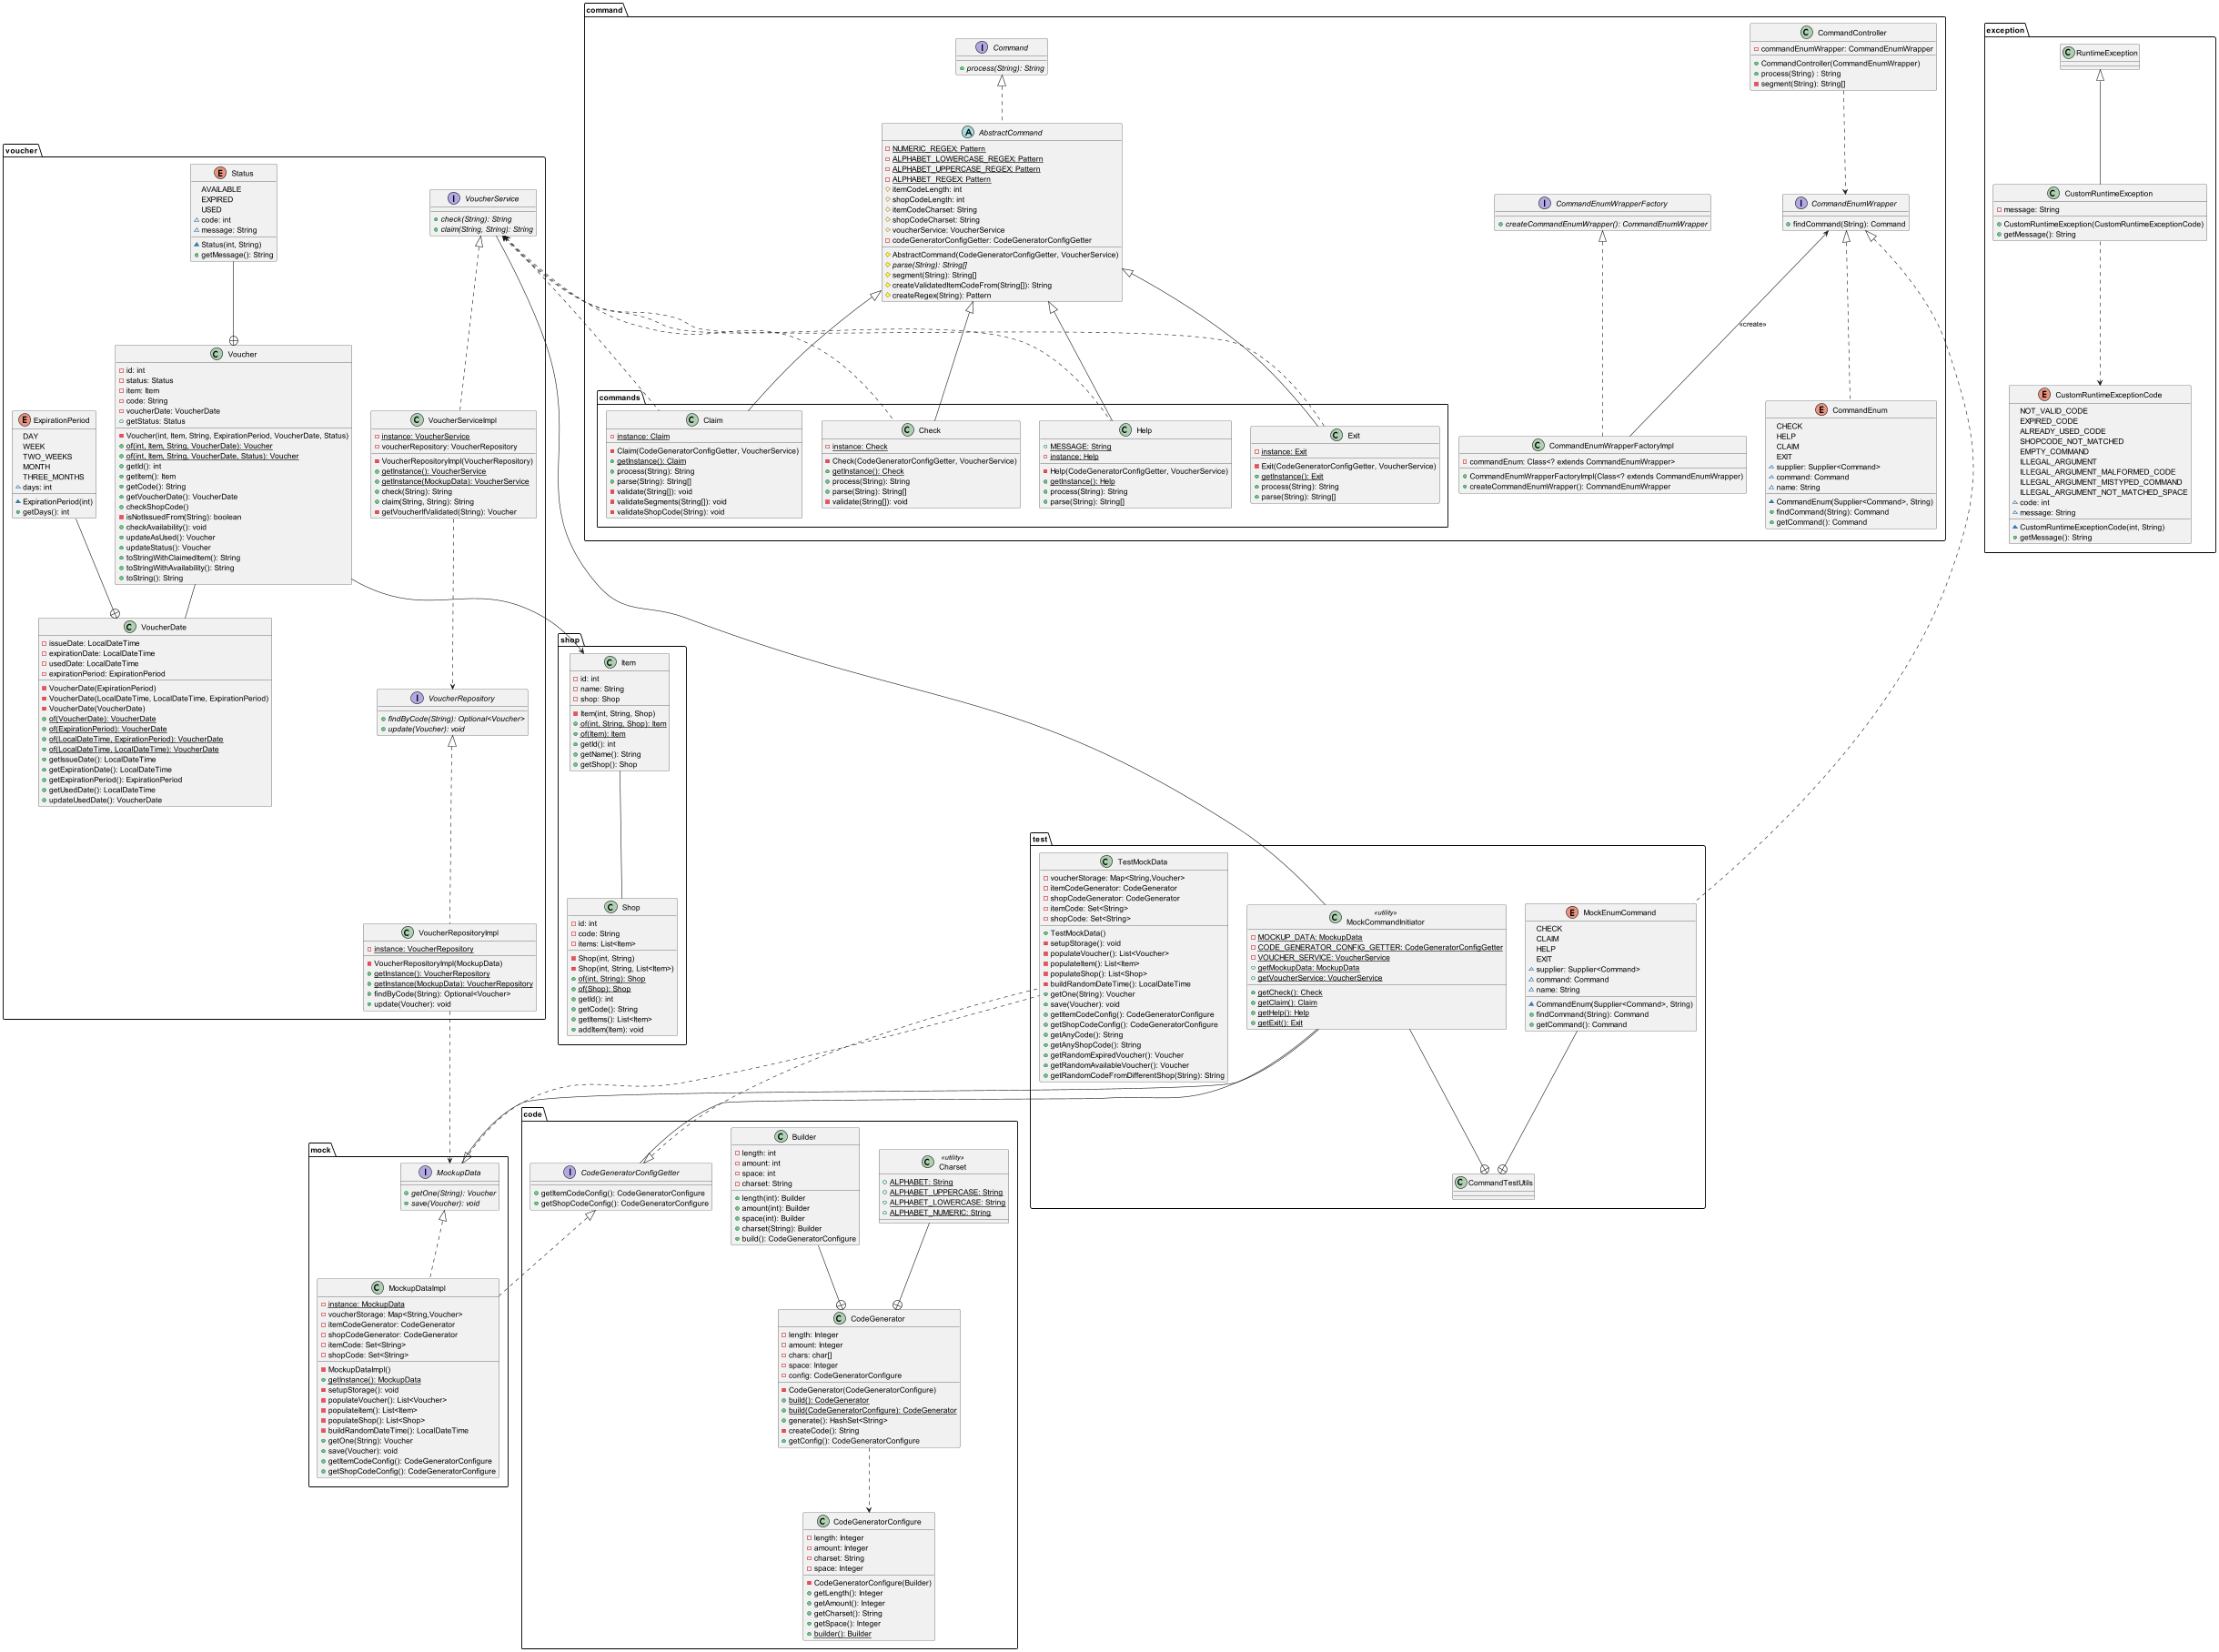 command
Command
process(String): String
AbstractCommand
NUMERIC_REGEX: Pattern
ALPHABET_LOWERCASE_REGEX: Pattern
ALPHABET_UPPERCASE_REGEX: Pattern
ALPHABET_REGEX: Pattern
itemCodeLength: int
shopCodeLength: int
itemCodeCharset: String
shopCodeCharset: String
voucherService: VoucherService
codeGeneratorConfigGetter: CodeGeneratorConfigGetter
AbstractCommand(CodeGeneratorConfigGetter, VoucherService)
parse(String): String[]
segment(String): String[]
createValidatedItemCodeFrom(String[]): String
createRegex(String): Pattern
CommandController
commandEnumWrapper: CommandEnumWrapper
CommandController(CommandEnumWrapper)
process(String) : String
segment(String): String[]
CommandEnumWrapperFactory
createCommandEnumWrapper(): CommandEnumWrapper
CommandEnumWrapper
findCommand(String): Command
«create»
commands
Claim
instance: Claim
Claim(CodeGeneratorConfigGetter, VoucherService)
getInstance(): Claim
process(String): String
parse(String): String[]
validate(String[]): void
validateSegments(String[]): void
validateShopCode(String): void
Check
instance: Check
Check(CodeGeneratorConfigGetter, VoucherService)
getInstance(): Check
process(String): String
parse(String): String[]
validate(String[]): void
Help
MESSAGE: String
instance: Help
Help(CodeGeneratorConfigGetter, VoucherService)
getInstance(): Help
process(String): String
parse(String): String[]
Exit
instance: Exit
Exit(CodeGeneratorConfigGetter, VoucherService)
getInstance(): Exit
process(String): String
parse(String): String[]
CommandEnumWrapperFactoryImpl
commandEnum: Class<? extends CommandEnumWrapper>
CommandEnumWrapperFactoryImpl(Class<? extends CommandEnumWrapper)
createCommandEnumWrapper(): CommandEnumWrapper
CommandEnum
CHECK
HELP
CLAIM
EXIT
supplier: Supplier<Command>
command: Command
name: String
CommandEnum(Supplier<Command>, String)
findCommand(String): Command
getCommand(): Command
exception
RuntimeException
CustomRuntimeException
message: String
CustomRuntimeException(CustomRuntimeExceptionCode)
getMessage(): String
CustomRuntimeExceptionCode
NOT_VALID_CODE
EXPIRED_CODE
ALREADY_USED_CODE
SHOPCODE_NOT_MATCHED
EMPTY_COMMAND
ILLEGAL_ARGUMENT
ILLEGAL_ARGUMENT_MALFORMED_CODE
ILLEGAL_ARGUMENT_MISTYPED_COMMAND
ILLEGAL_ARGUMENT_NOT_MATCHED_SPACE
code: int
message: String
CustomRuntimeExceptionCode(int, String)
getMessage(): String
voucher
Status
AVAILABLE
EXPIRED
USED
code: int
message: String
Status(int, String)
getMessage(): String
VoucherService
check(String): String
claim(String, String): String
Voucher
id: int
status: Status
item: Item
code: String
voucherDate: VoucherDate
getStatus: Status
Voucher(int, Item, String, ExpirationPeriod, VoucherDate, Status)
of(int, Item, String, VoucherDate): Voucher
of(int, Item, String, VoucherDate, Status): Voucher
getId(): int
getItem(): Item
getCode(): String
getVoucherDate(): VoucherDate
checkShopCode()
isNotIssuedFrom(String): boolean
checkAvailability(): void
updateAsUsed(): Voucher
updateStatus(): Voucher
toStringWithClaimedItem(): String
toStringWithAvailability(): String
toString(): String
ExpirationPeriod
DAY
WEEK
TWO_WEEKS
MONTH
THREE_MONTHS
days: int
ExpirationPeriod(int)
getDays(): int
VoucherServiceImpl
instance: VoucherService
voucherRepository: VoucherRepository
VoucherRepositoryImpl(VoucherRepository)
getInstance(): VoucherService
getInstance(MockupData): VoucherService
check(String): String
claim(String, String): String
getVoucherIfValidated(String): Voucher
VoucherDate
issueDate: LocalDateTime
expirationDate: LocalDateTime
usedDate: LocalDateTime
expirationPeriod: ExpirationPeriod
VoucherDate(ExpirationPeriod)
VoucherDate(LocalDateTime, LocalDateTime, ExpirationPeriod)
VoucherDate(VoucherDate)
of(VoucherDate): VoucherDate
of(ExpirationPeriod): VoucherDate
of(LocalDateTime, ExpirationPeriod): VoucherDate
of(LocalDateTime, LocalDateTime): VoucherDate
getIssueDate(): LocalDateTime
getExpirationDate(): LocalDateTime
getExpirationPeriod(): ExpirationPeriod
getUsedDate(): LocalDateTime
updateUsedDate(): VoucherDate
VoucherRepository
findByCode(String): Optional<Voucher>
update(Voucher): void
VoucherRepositoryImpl
instance: VoucherRepository
VoucherRepositoryImpl(MockupData)
getInstance(): VoucherRepository
getInstance(MockupData): VoucherRepository
findByCode(String): Optional<Voucher>
update(Voucher): void
shop
Item
id: int
name: String
shop: Shop
Item(int, String, Shop)
of(int, String, Shop): Item
of(Item): Item
getId(): int
getName(): String
getShop(): Shop
Shop
id: int
code: String
items: List<Item>
Shop(int, String)
Shop(int, String, List<Item>)
of(int, String): Shop
of(Shop): Shop
getId(): int
getCode(): String
getItems(): List<Item>
addItem(Item): void
test
TestMockData
voucherStorage: Map<String,Voucher>
itemCodeGenerator: CodeGenerator
shopCodeGenerator: CodeGenerator
itemCode: Set<String>
shopCode: Set<String>
TestMockData()
setupStorage(): void
populateVoucher(): List<Voucher>
populateItem(): List<Item>
populateShop(): List<Shop>
buildRandomDateTime(): LocalDateTime
getOne(String): Voucher
save(Voucher): void
getItemCodeConfig(): CodeGeneratorConfigure
getShopCodeConfig(): CodeGeneratorConfigure
getAnyCode(): String
getAnyShopCode(): String
getRandomExpiredVoucher(): Voucher
getRandomAvailableVoucher(): Voucher
getRandomCodeFromDifferentShop(String): String
«utility»
MockCommandInitiator
MOCKUP_DATA: MockupData
CODE_GENERATOR_CONFIG_GETTER: CodeGeneratorConfigGetter
VOUCHER_SERVICE: VoucherService
getMockupData: MockupData
getVoucherService: VoucherService
getCheck(): Check
getClaim(): Claim
getHelp(): Help
getExit(): Exit
MockEnumCommand
CHECK
CLAIM
HELP
EXIT
supplier: Supplier<Command>
command: Command
name: String
CommandEnum(Supplier<Command>, String)
findCommand(String): Command
getCommand(): Command
CommandTestUtils
mock
MockupData
getOne(String): Voucher
save(Voucher): void
MockupDataImpl
instance: MockupData
voucherStorage: Map<String,Voucher>
itemCodeGenerator: CodeGenerator
shopCodeGenerator: CodeGenerator
itemCode: Set<String>
shopCode: Set<String>
MockupDataImpl()
getInstance(): MockupData
setupStorage(): void
populateVoucher(): List<Voucher>
populateItem(): List<Item>
populateShop(): List<Shop>
buildRandomDateTime(): LocalDateTime
getOne(String): Voucher
save(Voucher): void
getItemCodeConfig(): CodeGeneratorConfigure
getShopCodeConfig(): CodeGeneratorConfigure
code
CodeGeneratorConfigGetter
getItemCodeConfig(): CodeGeneratorConfigure
getShopCodeConfig(): CodeGeneratorConfigure
Builder
length: int
amount: int
space: int
charset: String
length(int): Builder
amount(int): Builder
space(int): Builder
charset(String): Builder
build(): CodeGeneratorConfigure
«utility»
Charset
ALPHABET: String
ALPHABET_UPPERCASE: String
ALPHABET_LOWERCASE: String
ALPHABET_NUMERIC: String
CodeGenerator
length: Integer
amount: Integer
chars: char[]
space: Integer
config: CodeGeneratorConfigure
CodeGenerator(CodeGeneratorConfigure)
build(): CodeGenerator
build(CodeGeneratorConfigure): CodeGenerator
generate(): HashSet<String>
createCode(): String
getConfig(): CodeGeneratorConfigure
CodeGeneratorConfigure
length: Integer
amount: Integer
charset: String
space: Integer
CodeGeneratorConfigure(Builder)
getLength(): Integer
getAmount(): Integer
getCharset(): String
getSpace(): Integer
builder(): Builder